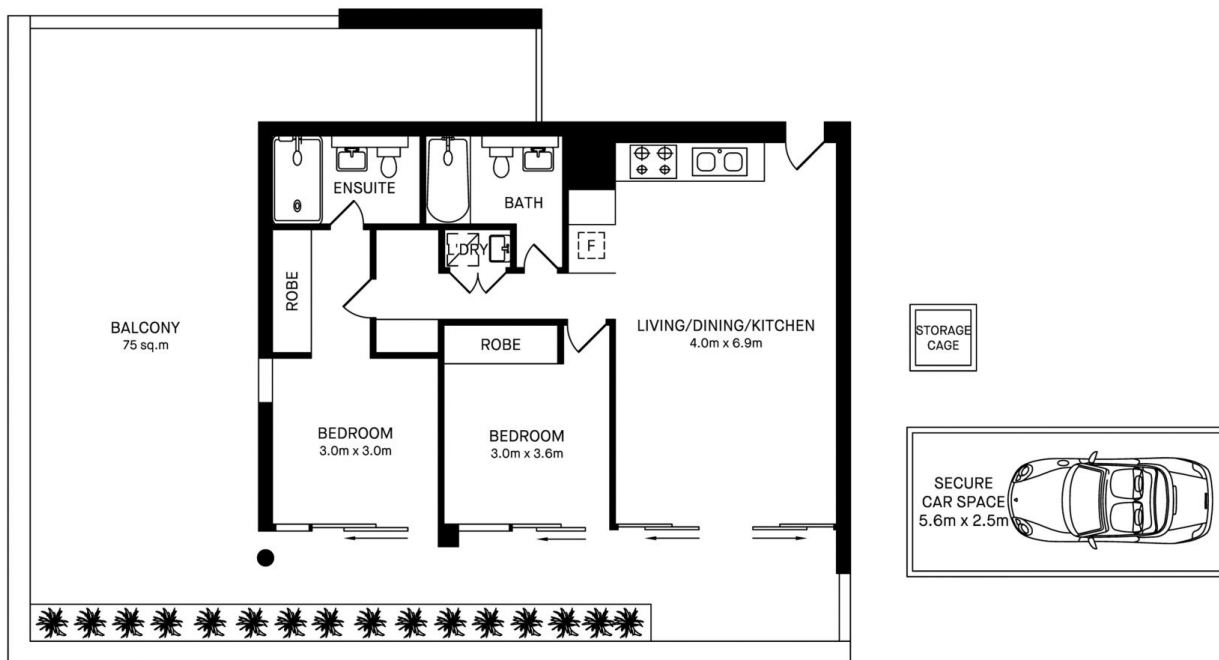 ENSUITE
BATH
L'DRY
F
ROBE
BALCONY
75 sq.m
ROBE
LIVING/DINING/KITCHEN
4.0m x 6.9m
STORAGE
CAGE
BEDROOM
3.0m x 3.0m
BEDROOM
3.0m x 3.6m
SECURE
CAR SPACE
5.6m x 2.5m